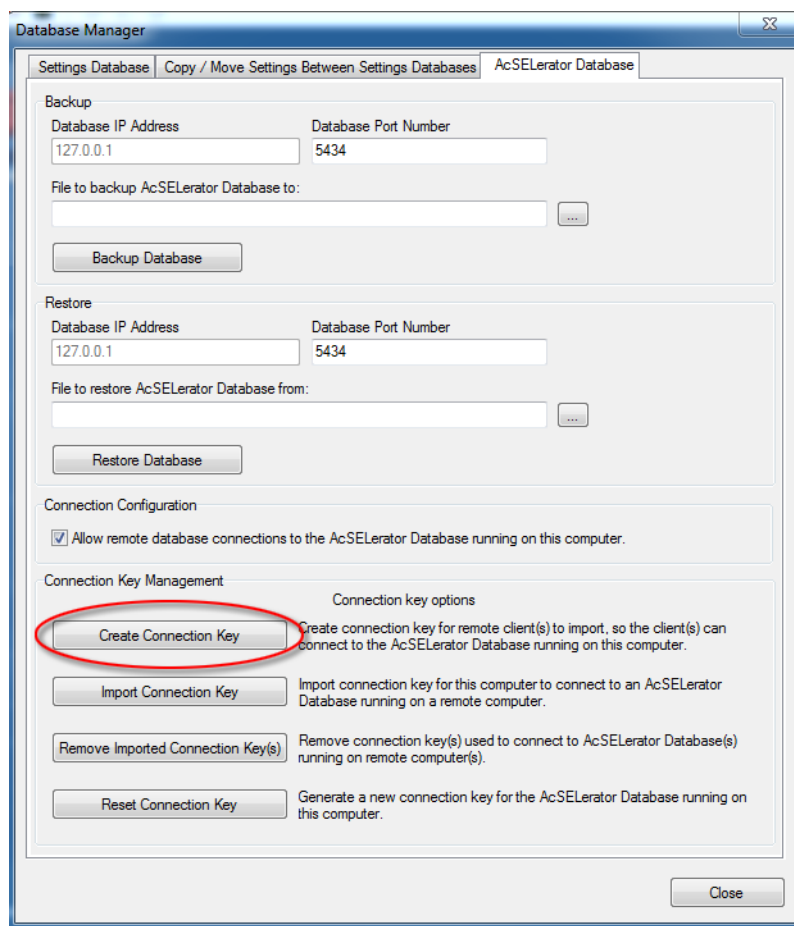 Database Manager
Settings Database Copy / Move Settings Between Settings Databases AcSELerator Database
Backup
Database IP Address Database Port Number
127.0.0.1 5434
File to backup AcSELerator Database to:
...
Backup Database
Restore
Database IP Address Database Port Number
127.0.0.1 5434
File to restore AcSELerator Database from:
...
Restore Database
Connection Configuration
Allow remote database connections to the AcSELerator Database running on this computer.
Connection Key Management
Connection key options
Create Connection Key
Create connection key for remote client(s) to import, so the client(s) can
connect to the AcSELerator Database running on this computer.
Import Connection Key
Import connection key for this computer to connect to an AcSELerator
Database running on a remote computer.
Remove Imported Connection Key(s)
Remove connection key(s) used to connect to AcSELerator Database(s)
running on remote computer(s).
Reset Connection Key
Generate a new connection key for the AcSELerator Database running on
this computer.
Close